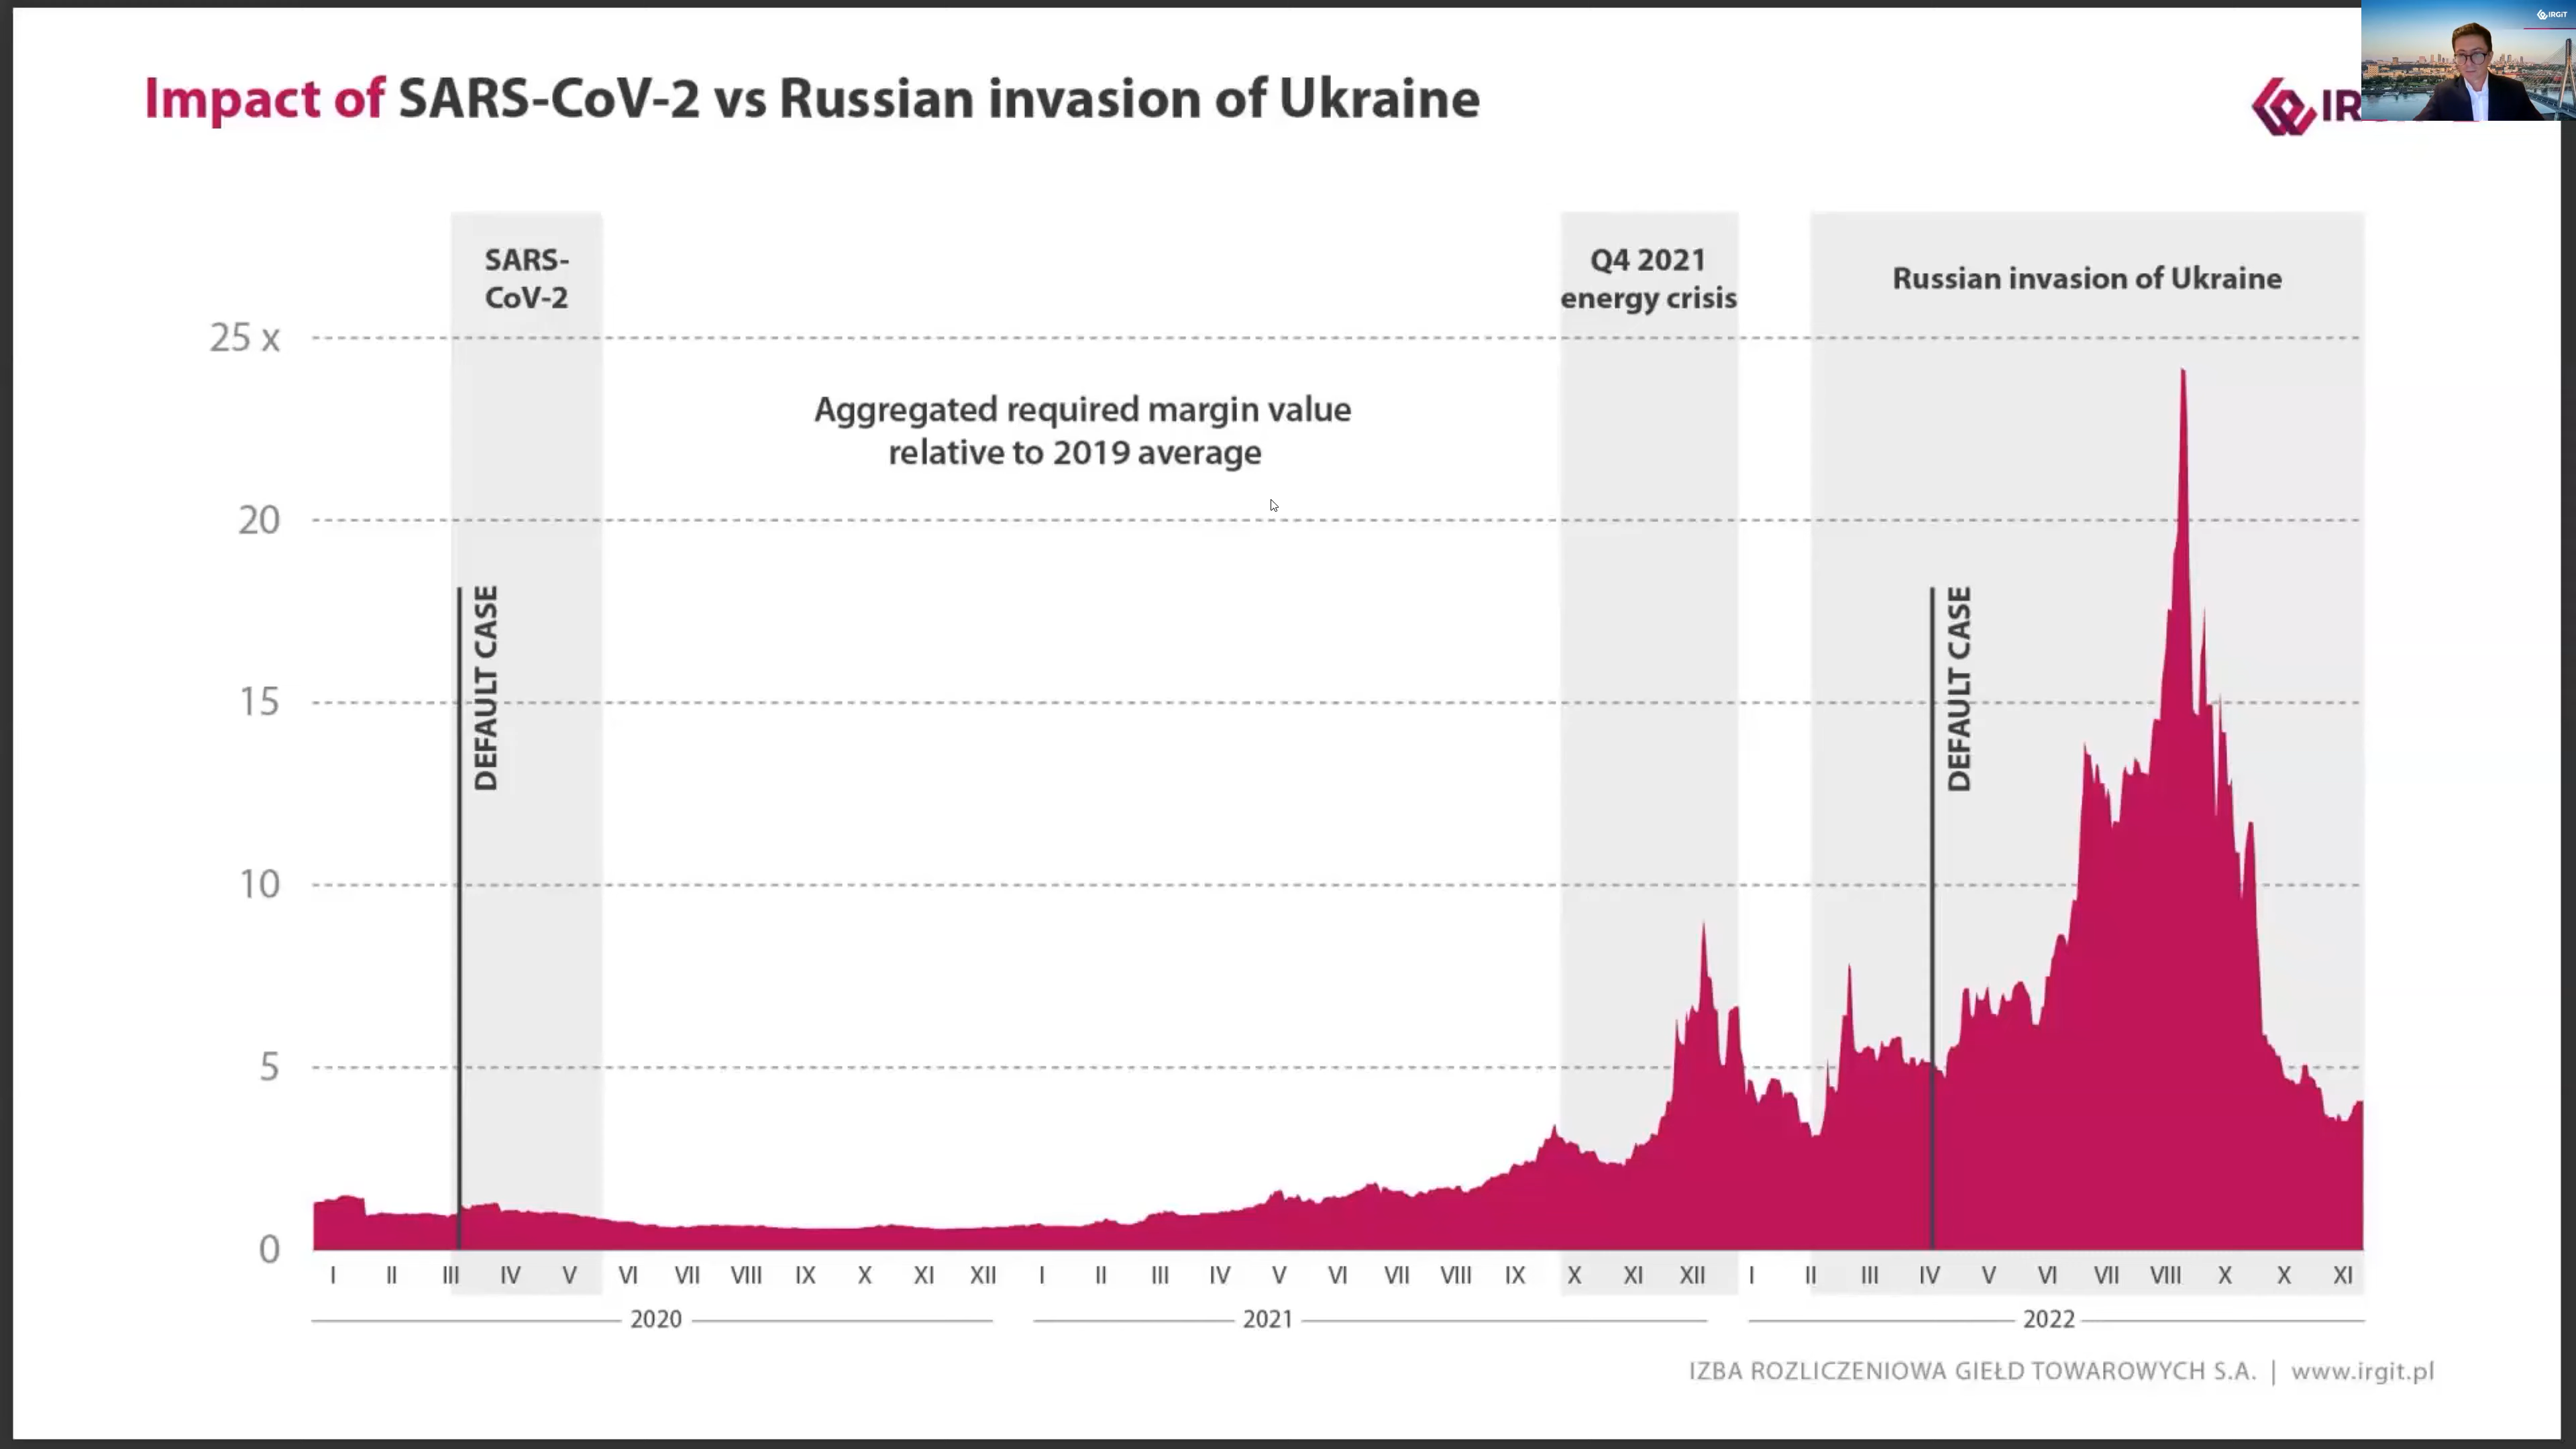 IRGiT
Impact of SARS-CoV-2 vs Russian invasion of Ukraine
IR
SARS-
CoV-2
Q4 2021
energy crisis
Russian invasion of Ukraine
25 x
Aggregated required margin value
relative to 2019 average
20
DEFAULT CASE
DEFAULT CASE
15
10
5
0
I II III IV V VI VII VIII IX X XI XII I II III IV V VI VII VIII IX X XI XII I II III IV V VI VII VIII X X XI
2020 2021 2022
IZBA ROZLICZENIOWA GIEŁD TOWAROWYCH S.A. | www.irgit.pl